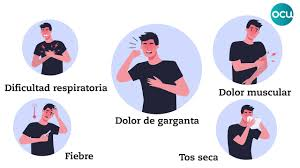 OCU
Dificultad respiratoria
Dolor de garganta
Dolor muscular
Fiebre
Tos seca